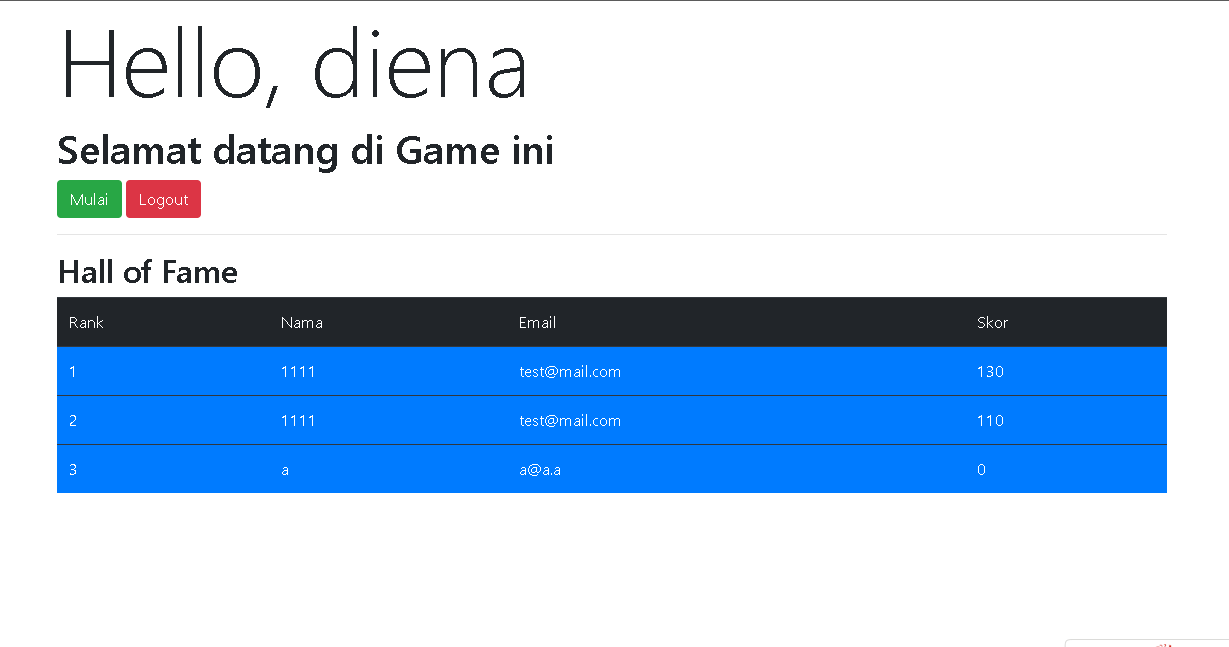 Hello, diena
Selamat datang di Game ini
Mulai Logout
Hall of Fame
Rank Nama Email Skor
1 1111 test@mail.com 130
2 1111 test@mail.com 110
3 a a@a.a 0